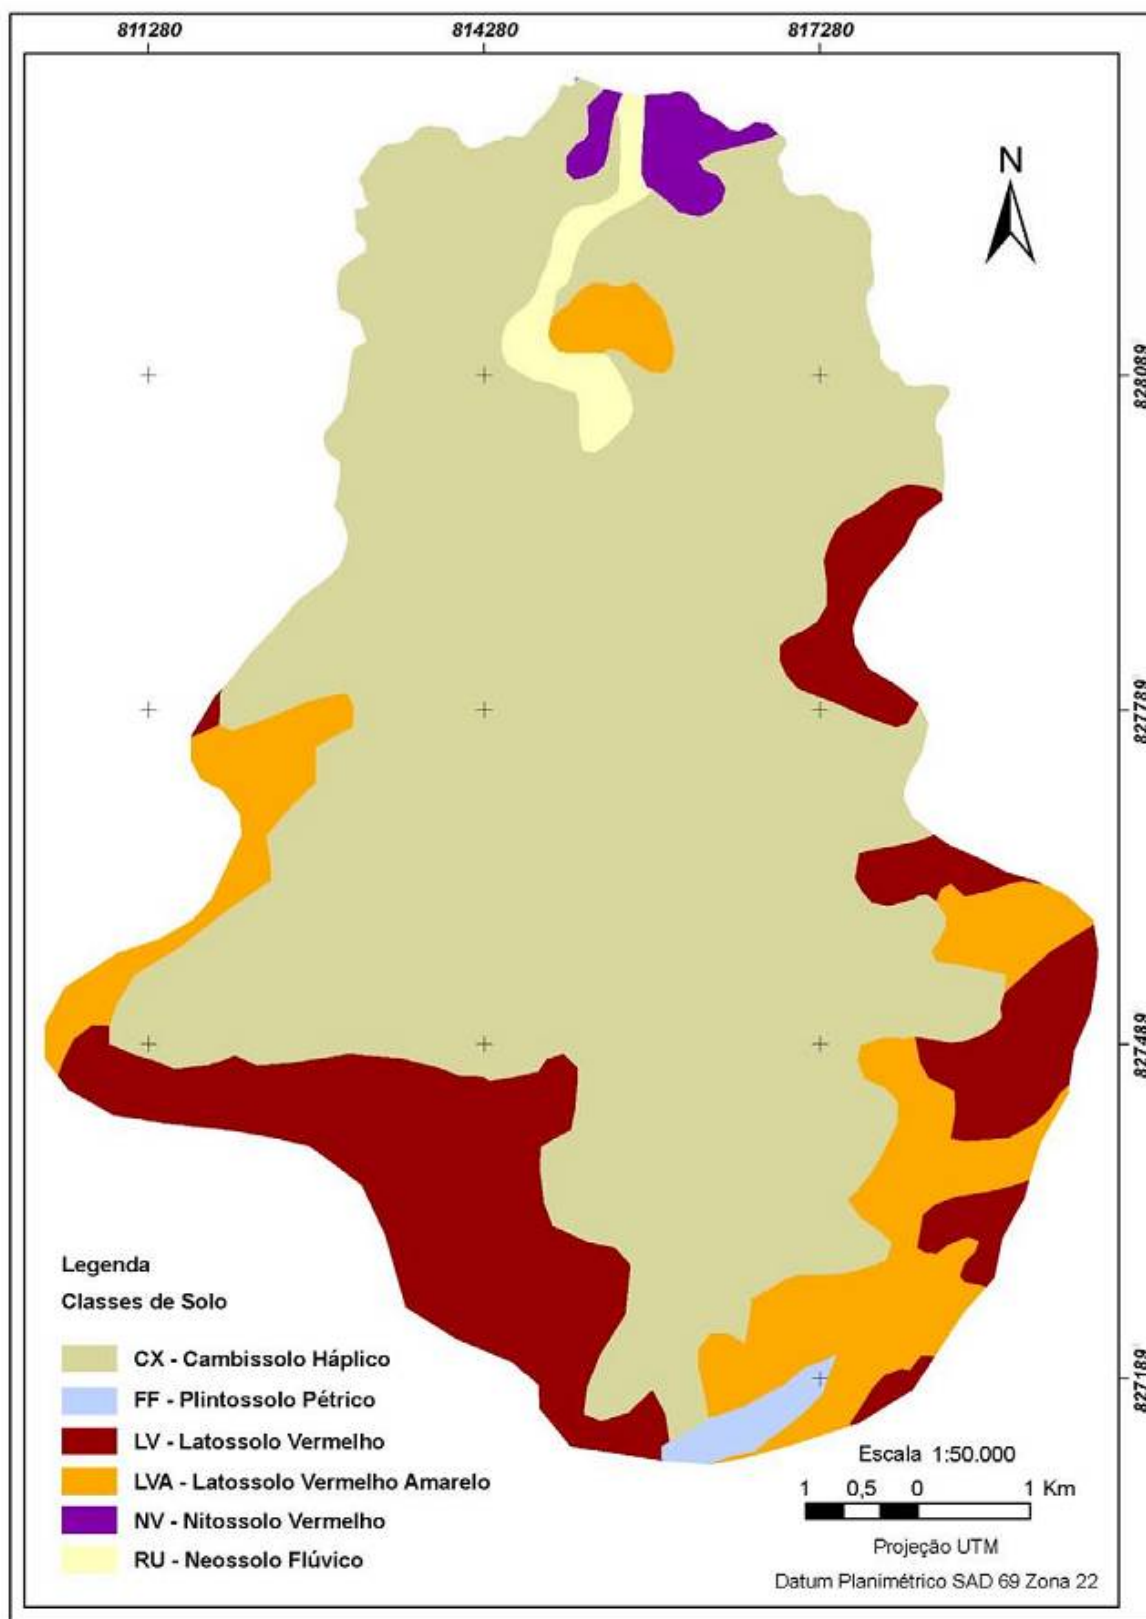 811280 814280 817280
N
828089
827789
827489
827189
Legenda
Classes de Solo
CX - Cambissolo Háplico
FF - Plintossolo Pétrico
LV - Latossolo Vermelho
LVA - Latossolo Vermelho Amarelo
NV - Nitossolo Vermelho
RU - Neossolo Flúvico
Escala 1:50.000
1 0,5 0 1 Km
Projeção UTM
Datum Planimétrico SAD 69 Zona 22